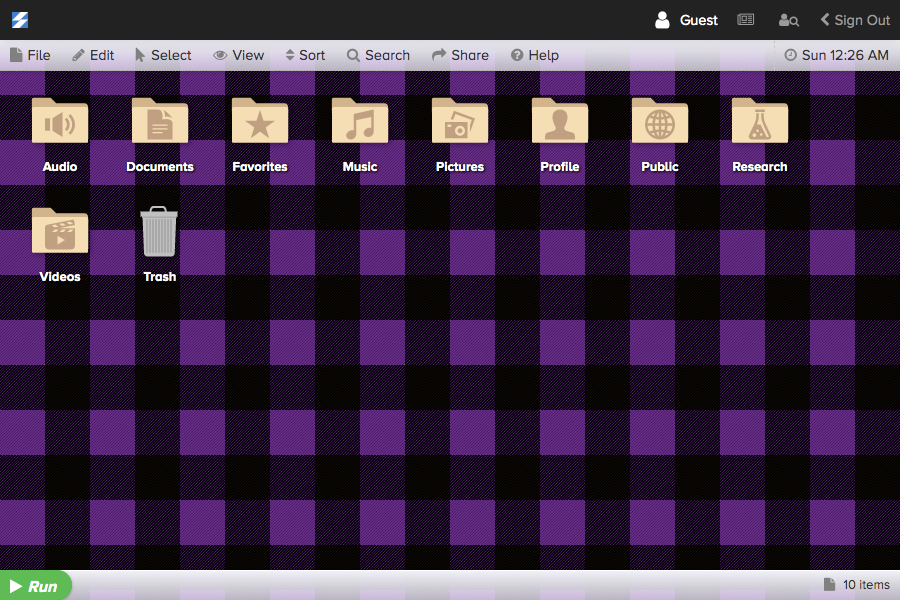 Guest Sign Out
File Edit Select View Sort Search Share Help Sun 12:26 AM
Audio Documents Favorites Music Pictures Profile Public Research
Videos Trash
Run 10 items